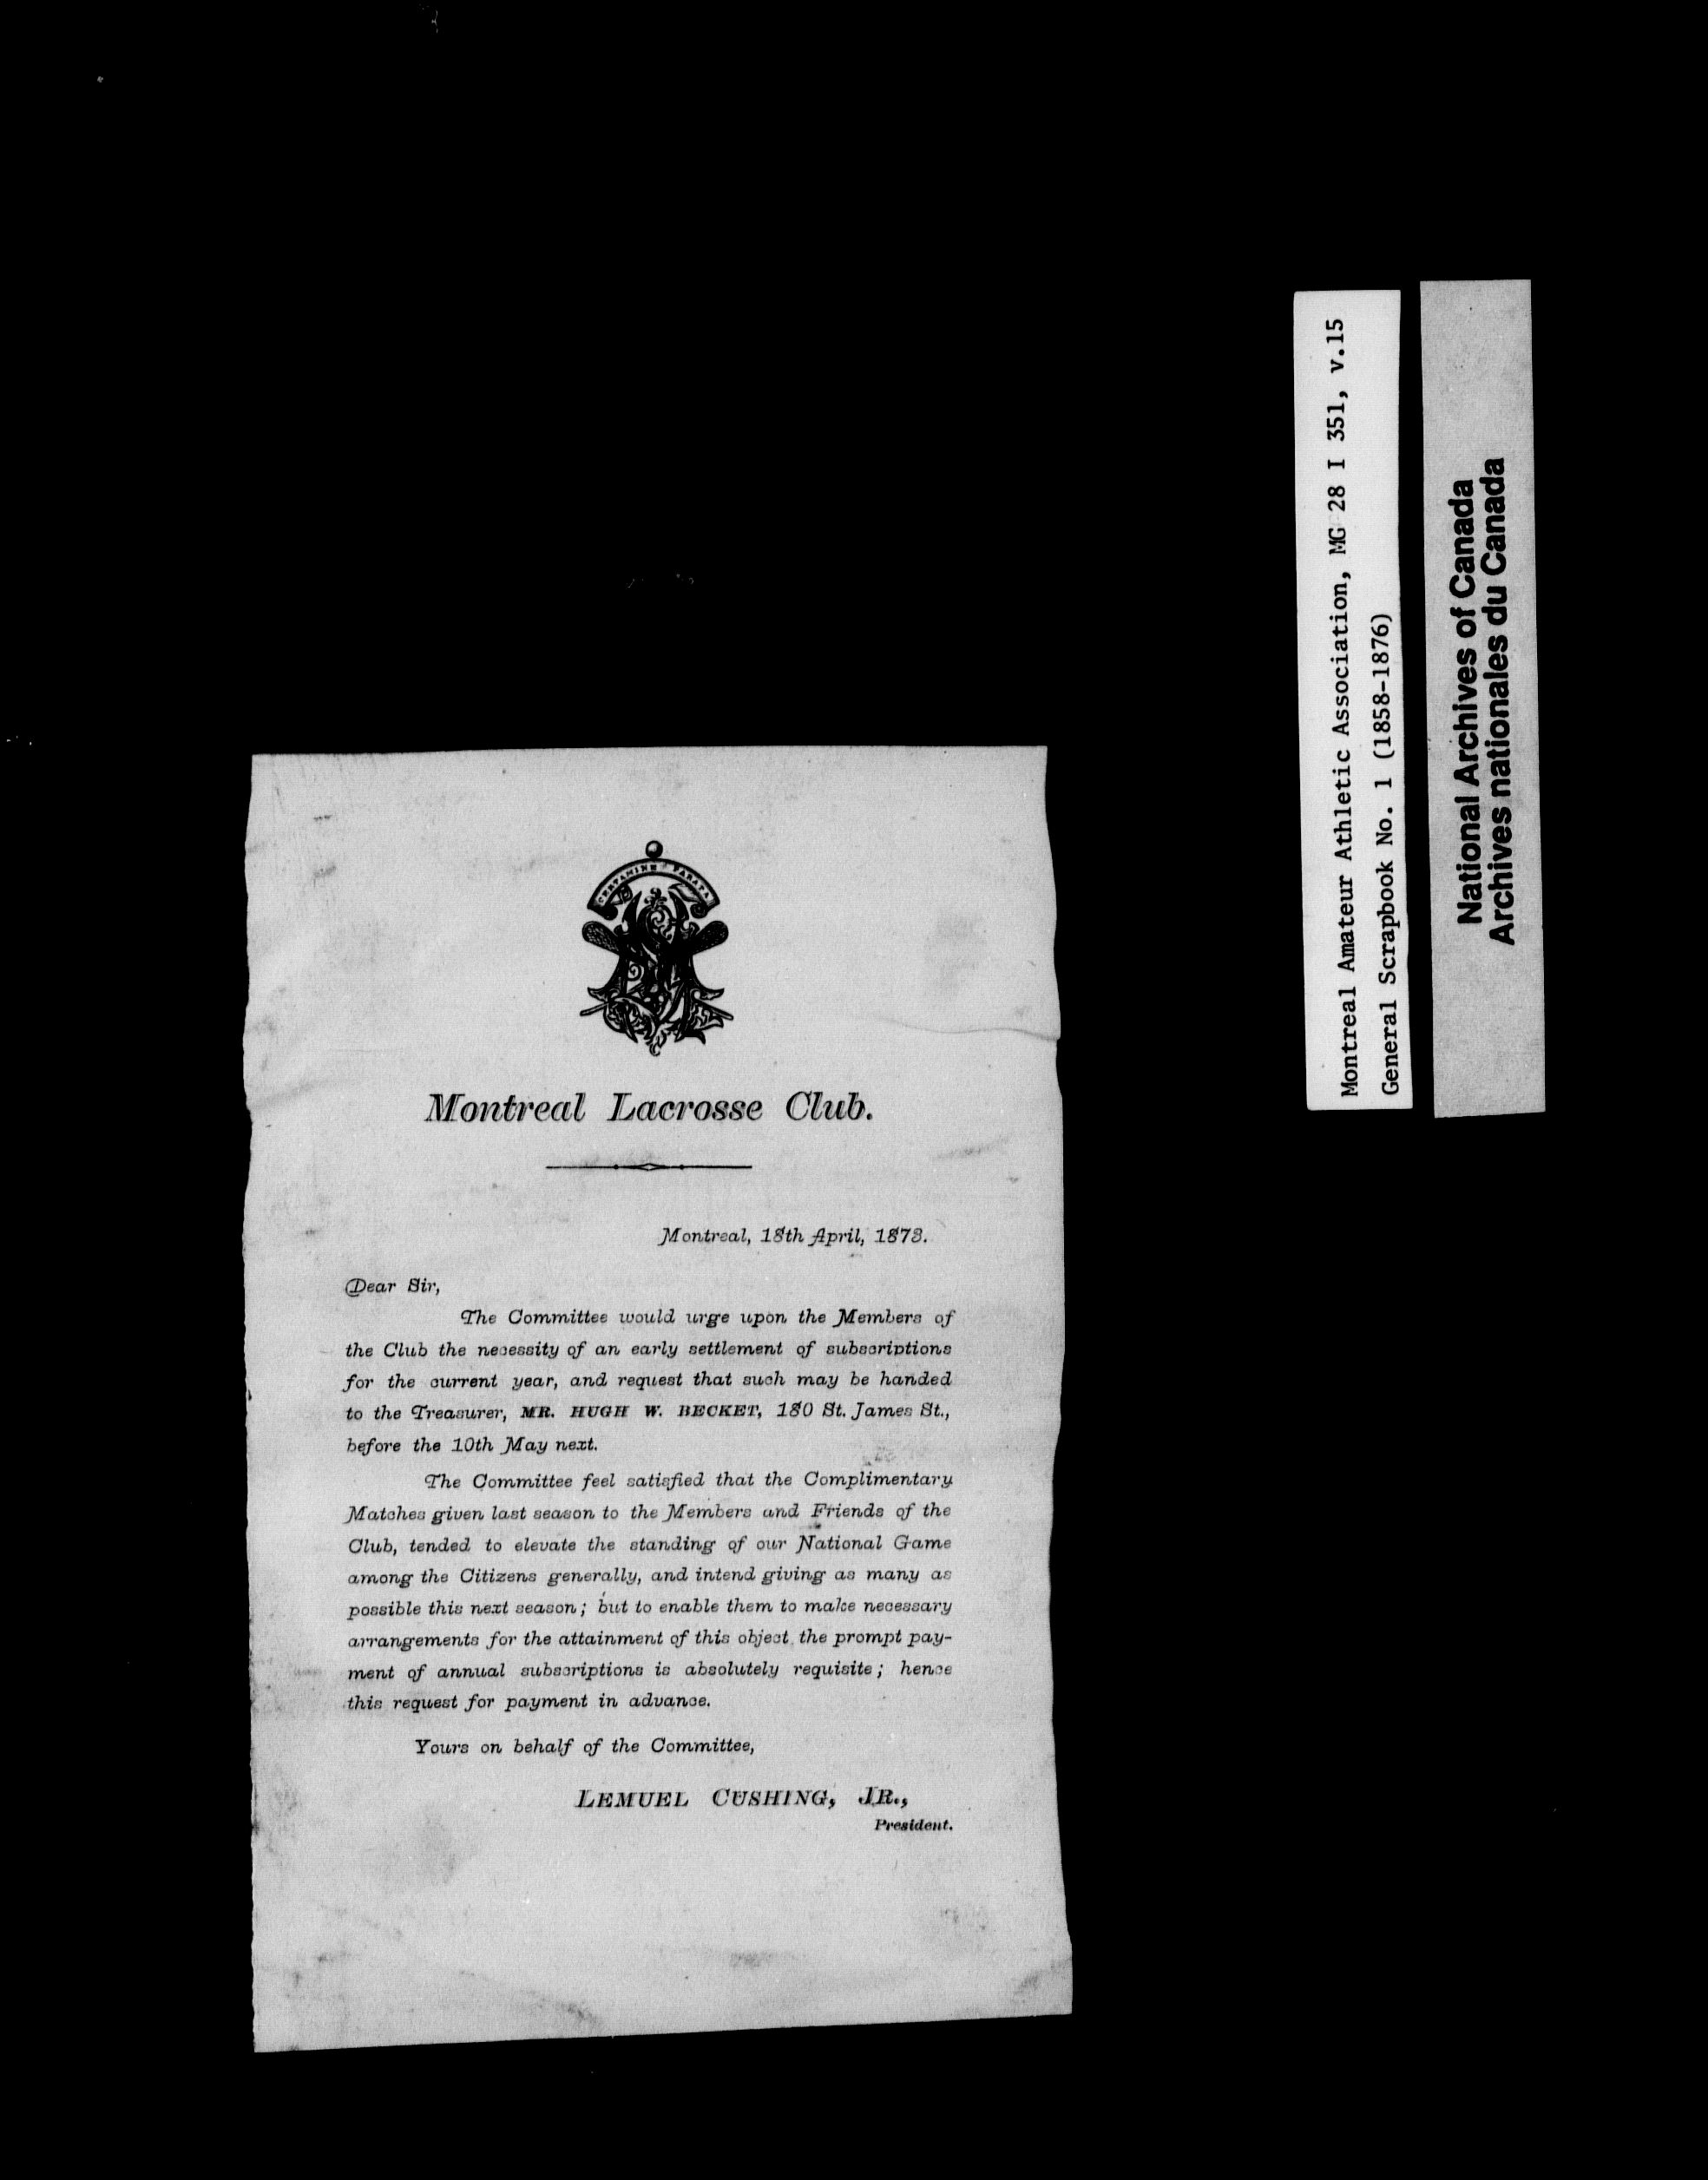 CERTAMINE PARATA
Montreal Lacrosse Club.
Montreal, 18th April, 1873.
Dear Sir,
The Committee would urge upon the Members of
the Club the necessity of an early settlement of subscriptions
for the current year, and request that such may be handed
to the Treasurer, MR. HUGH W. BECKET, 180 St. James St.,
before the 10th May next.
The Committee feel satisfied that the Complimentary
Matches given last season to the Members and Friends of the
Club, tended to elevate the standing of our National Game
among the Citizens generally, and intend giving as many as
possible this next season; but to enable them to make necessary
arrangements for the attainment of this object the prompt pay-
ment of annual subscriptions is absolutely requisite; hence
this request for payment in advance.
Yours on behalf of the Committee,
LEMUEL CUSHING, JR.,
President.
Montreal Amateur Athletic Association, MG 28 I 351, v.15
General Scrapbook No. 1 (1858-1876)
National Archives of Canada
Archives nationales du Canada